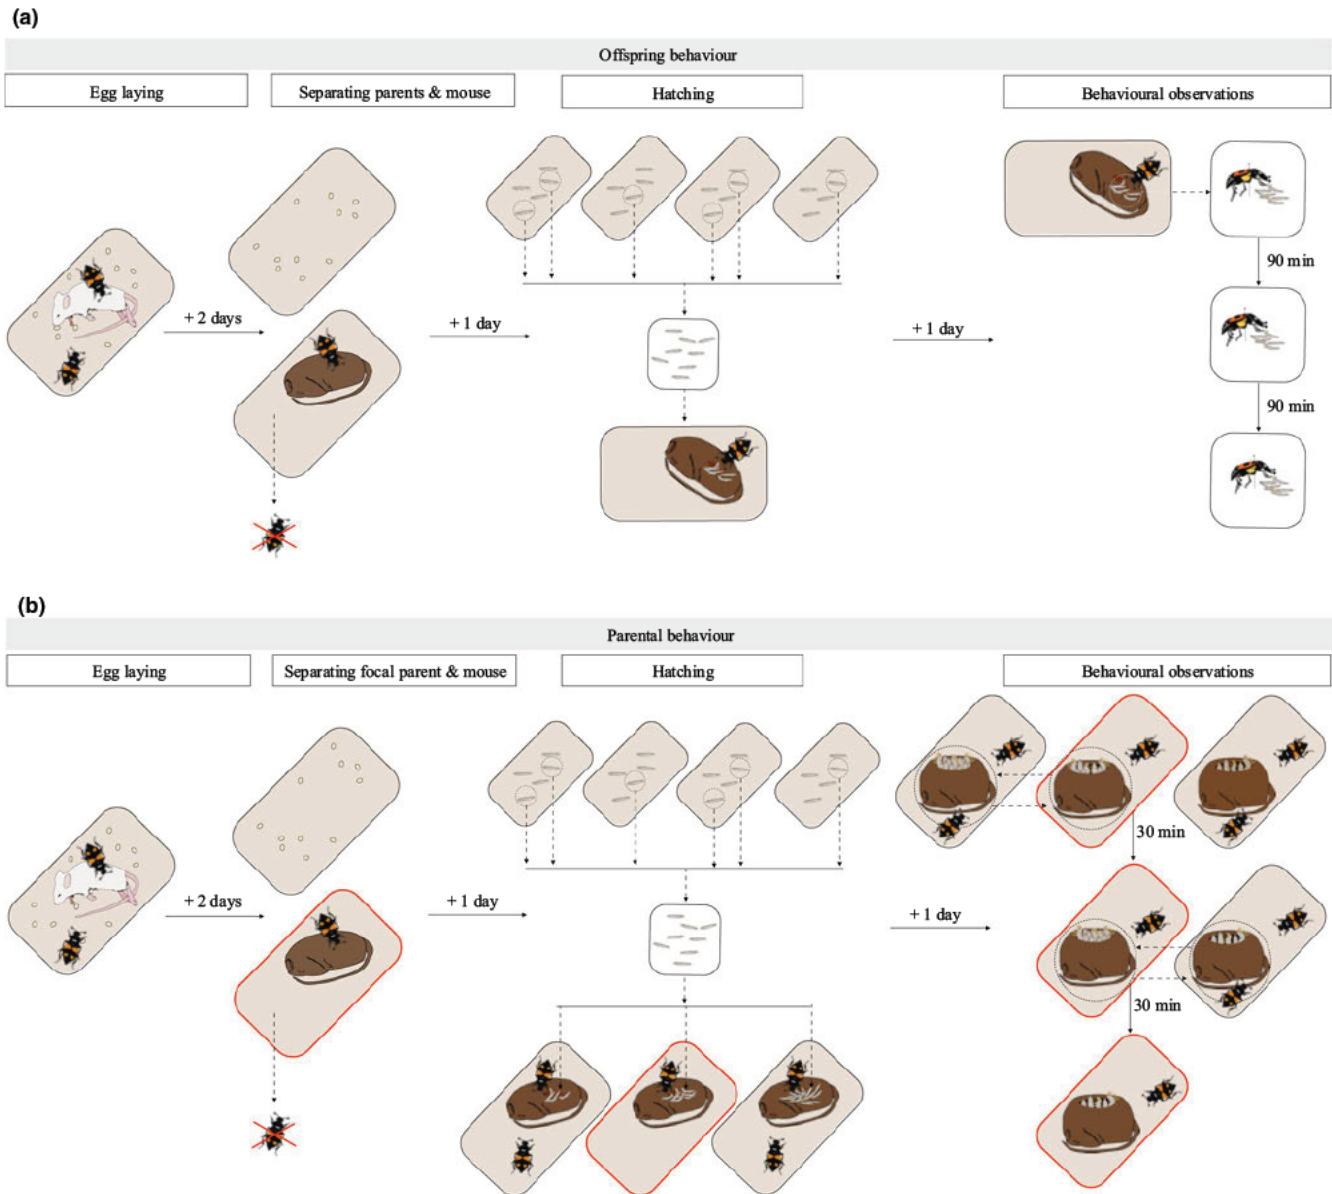 (a)
Offspring behaviour
Egg laying
Separating parents & mouse
Hatching
Behavioural observations
+ 2 days
+ 1 day
+ 1 day
90 min
90 min
(b)
Parental behaviour
Egg laying
Separating focal parent & mouse
Hatching
Behavioural observations
+ 2 days
+ 1 day
+ 1 day
30 min
30 min